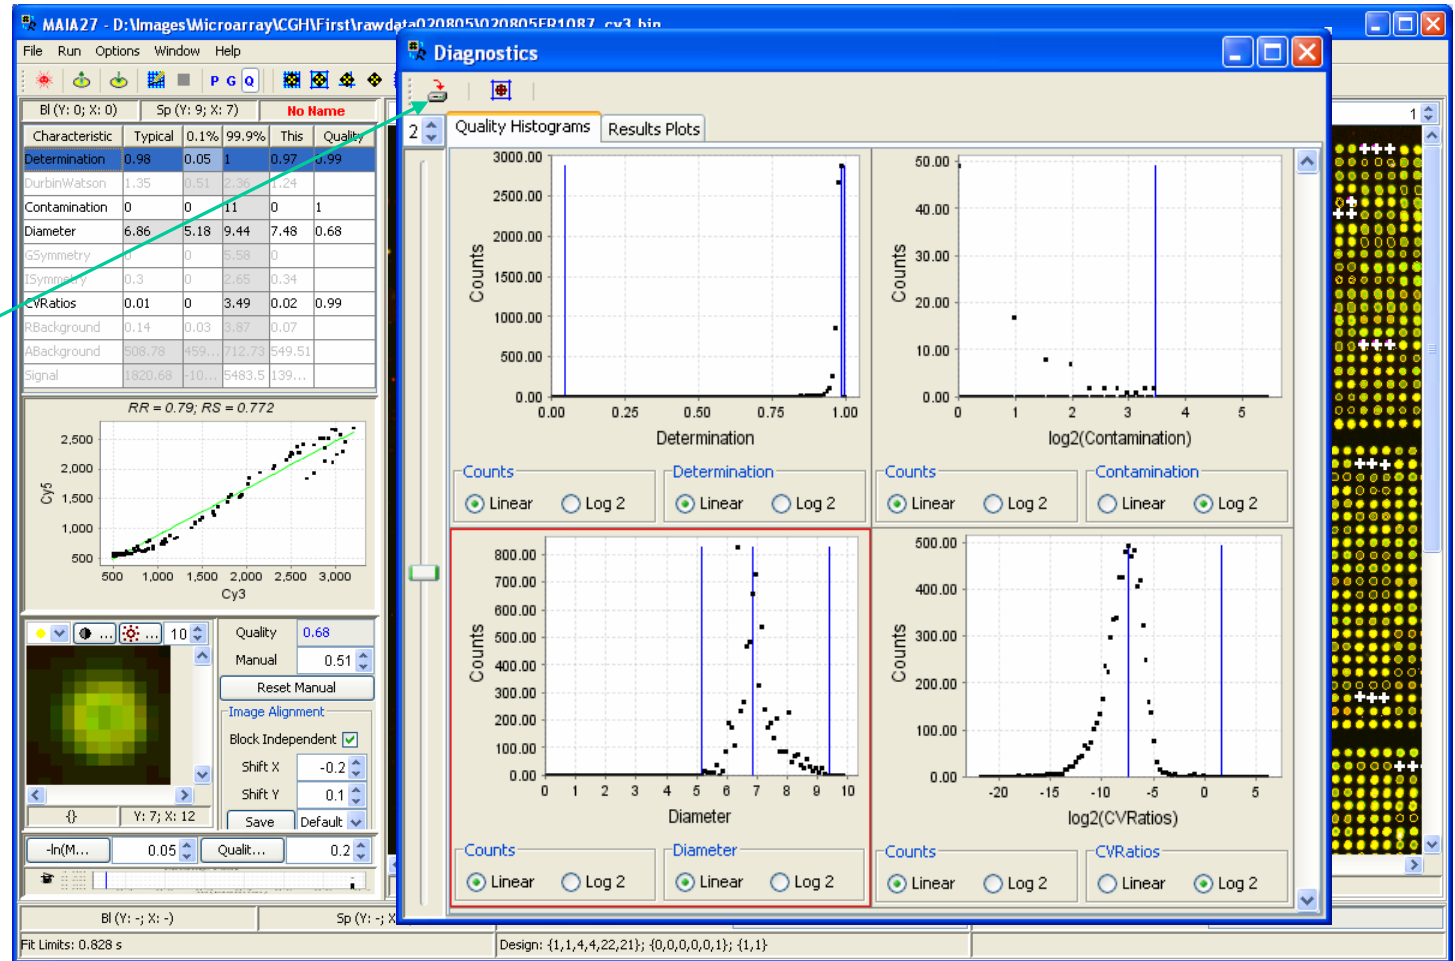 MAIA27 - D:\Images\Microarray\CGH\First\rawdata020805\020805FR1087_cy3.bin
File Run Options Window Help
P G Q
Bl (Y: 0; X: 0) Sp (Y: 9; X: 7) No Name
Characteristic Typical 0.1% 99.9% This Quality
Determination 0.98 0.05 1 0.97 0.99
DurbinWatson 1.35 0.51 2.36 1.24
Contamination 0 0 11 0 1
Diameter 6.86 5.18 9.44 7.48 0.68
GSymmetry 0 0 5.58 0
ISymmetry 0.3 0 2.65 0.34
CVRatios 0.01 0 3.49 0.02 0.99
RBackground 0.14 0.03 3.87 0.07
ABackground 508.78 459... 712.73 549.51
Signal 1820.68 -10... 5483.5 139...
RR = 0.79; RS = 0.772
2,500
2,000
1,500
1,000
500
Cy5
500 1,000 1,500 2,000 2,500 3,000
Cy3
... ... 10
Quality 0.68
Manual 0.51
Reset Manual
Image Alignment
Block Independent
Shift X -0.2
Shift Y 0.1
Save Default
{} Y: 7; X: 12
-ln(M... 0.05 Qualit... 0.2
Bl (Y: -; X: -) Sp (Y: -; X
Fit Limits: 0.828 s Design: {1,1,4,4,22,21}; {0,0,0,0,0,1}; {1,1}
1
Diagnostics
2
Quality Histograms Results Plots
3000.00
2500.00
2000.00
1500.00
1000.00
500.00
0.00
Counts
0.00 0.25 0.50 0.75 1.00
Determination
Counts Determination
Linear Log 2 Linear Log 2
50.00
40.00
30.00
20.00
10.00
0.00
Counts
0 1 2 3 4 5
log2(Contamination)
Counts Contamination
Linear Log 2 Linear Log 2
800.00
700.00
600.00
500.00
400.00
300.00
200.00
100.00
0.00
Counts
0 1 2 3 4 5 6 7 8 9 10
Diameter
Counts Diameter
Linear Log 2 Linear Log 2
500.00
400.00
300.00
200.00
100.00
0.00
Counts
-20 -15 -10 -5 0 5
log2(CVRatios)
Counts CVRatios
Linear Log 2 Linear Log 2